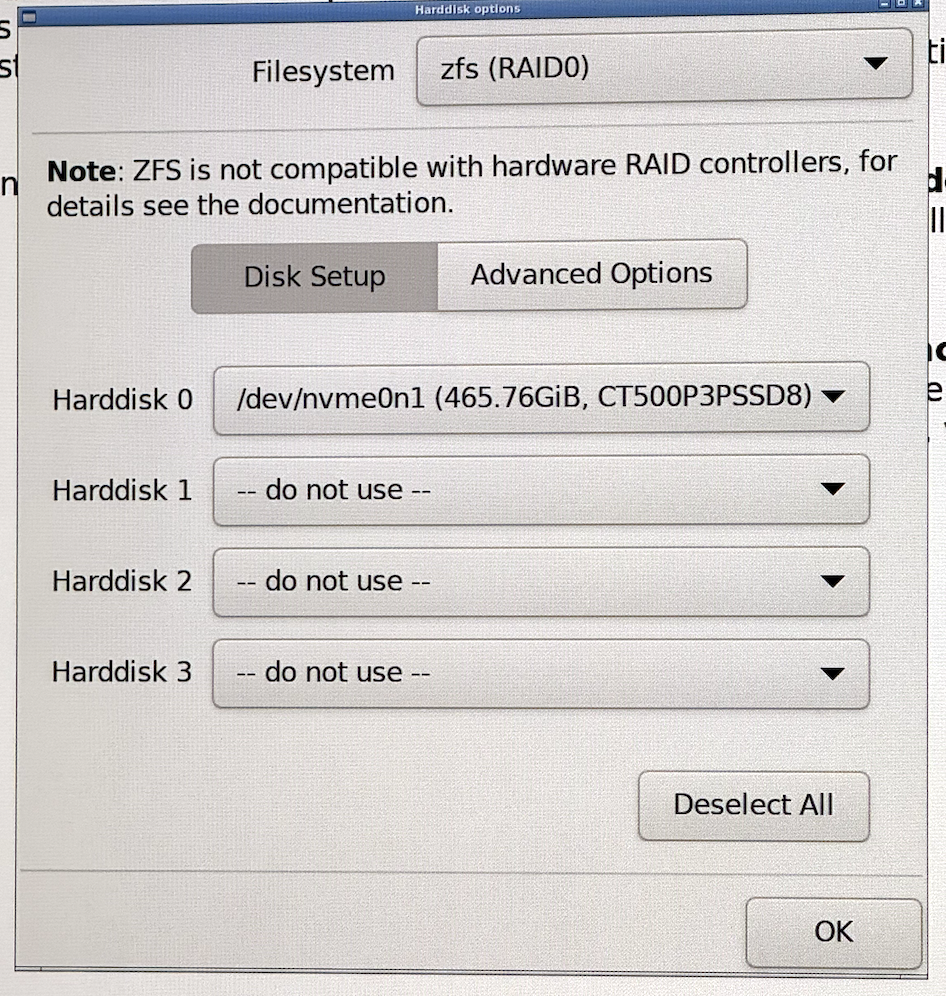 Harddisk options
Filesystem zfs (RAID0)
Note: ZFS is not compatible with hardware RAID controllers, for
details see the documentation.
Disk Setup Advanced Options
Harddisk 0 /dev/nvme0n1 (465.76GiB, CT500P3PSSD8)
Harddisk 1 -- do not use --
Harddisk 2 -- do not use --
Harddisk 3 -- do not use --
Deselect All
OK